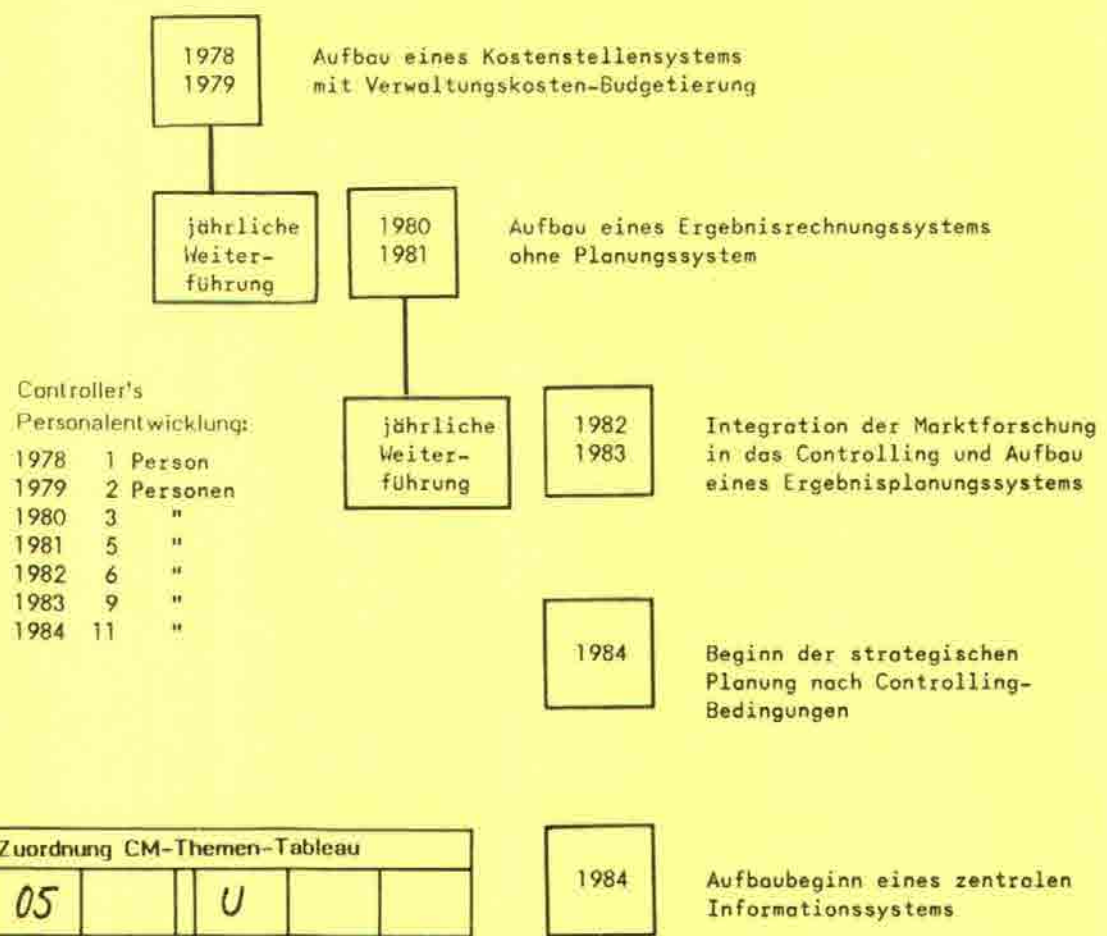 1978
1979
Aufbau eines Kostenstellensystems
mit Verwaltungskosten-Budgetierung
jährliche
Weiter-
führung
1980
1981
Aufbau eines Ergebnisrechnungssystems
ohne Planungssystem
Controller's
Personalentwicklung:
1978 1 Person
1979 2 Personen
1980 3 "
1981 5 "
1982 6 "
1983 9 "
1984 11 "
jährliche
Weiter-
führung
1982
1983
Integration der Marktforschung
in das Controlling und Aufbau
eines Ergebnisplanungssystems
1984
Beginn der strategischen
Planung nach Controlling-
Bedingungen
Zuordnung CM-Themen-Tableau
05 U
1984
Aufbaubeginn eines zentralen
Informationssystems